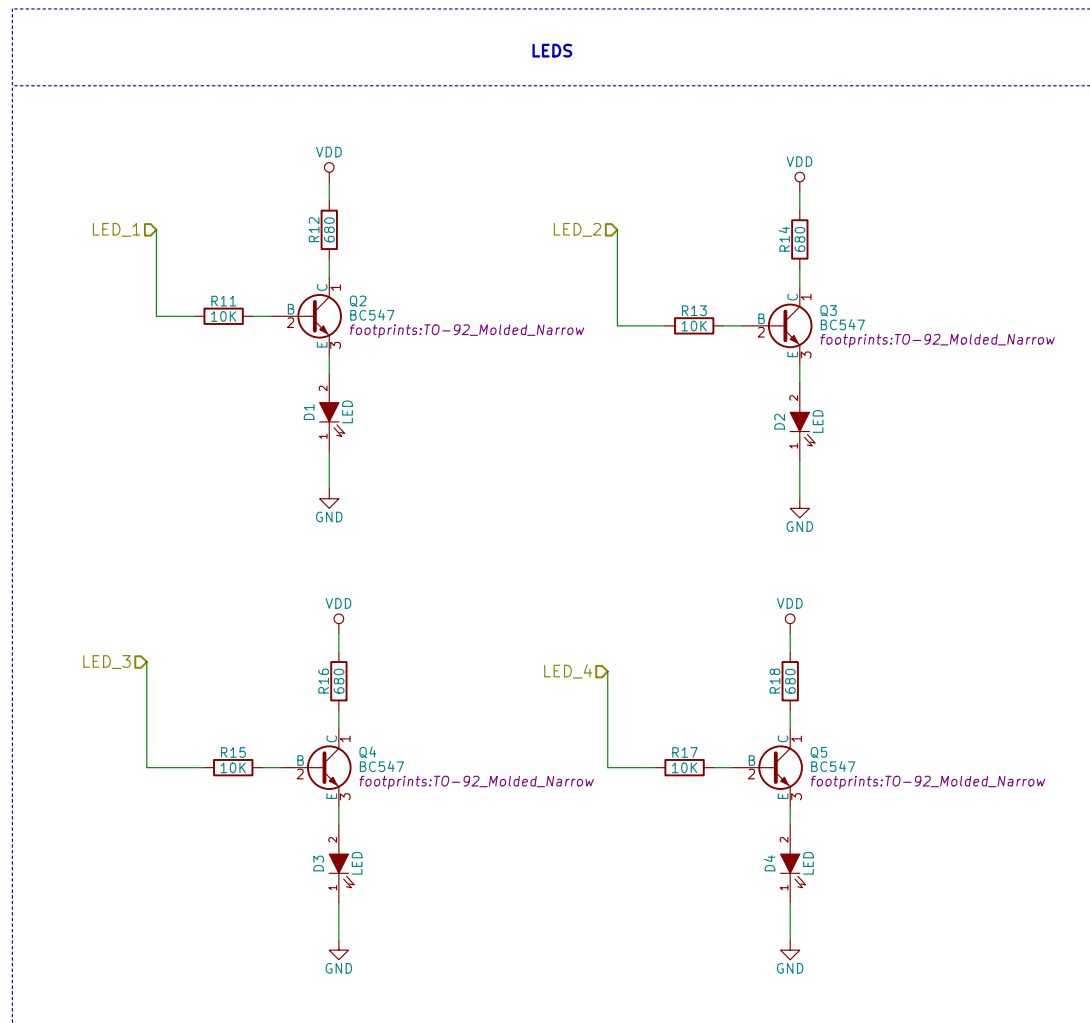 LEDS
VDD
R12
680
LED_1
R11
10K
B
2
C
1
E
3
Q2
BC547
footprints:TO-92_Molded_Narrow
2
D1
LED
1
GND
VDD
R14
680
LED_2
R13
10K
B
2
C
1
E
3
Q3
BC547
footprints:TO-92_Molded_Narrow
2
D2
LED
1
GND
VDD
R16
680
LED_3
R15
10K
B
2
C
1
E
3
Q4
BC547
footprints:TO-92_Molded_Narrow
2
D3
LED
1
GND
VDD
R18
680
LED_4
R17
10K
B
2
C
1
E
3
Q5
BC547
footprints:TO-92_Molded_Narrow
2
D4
LED
1
GND